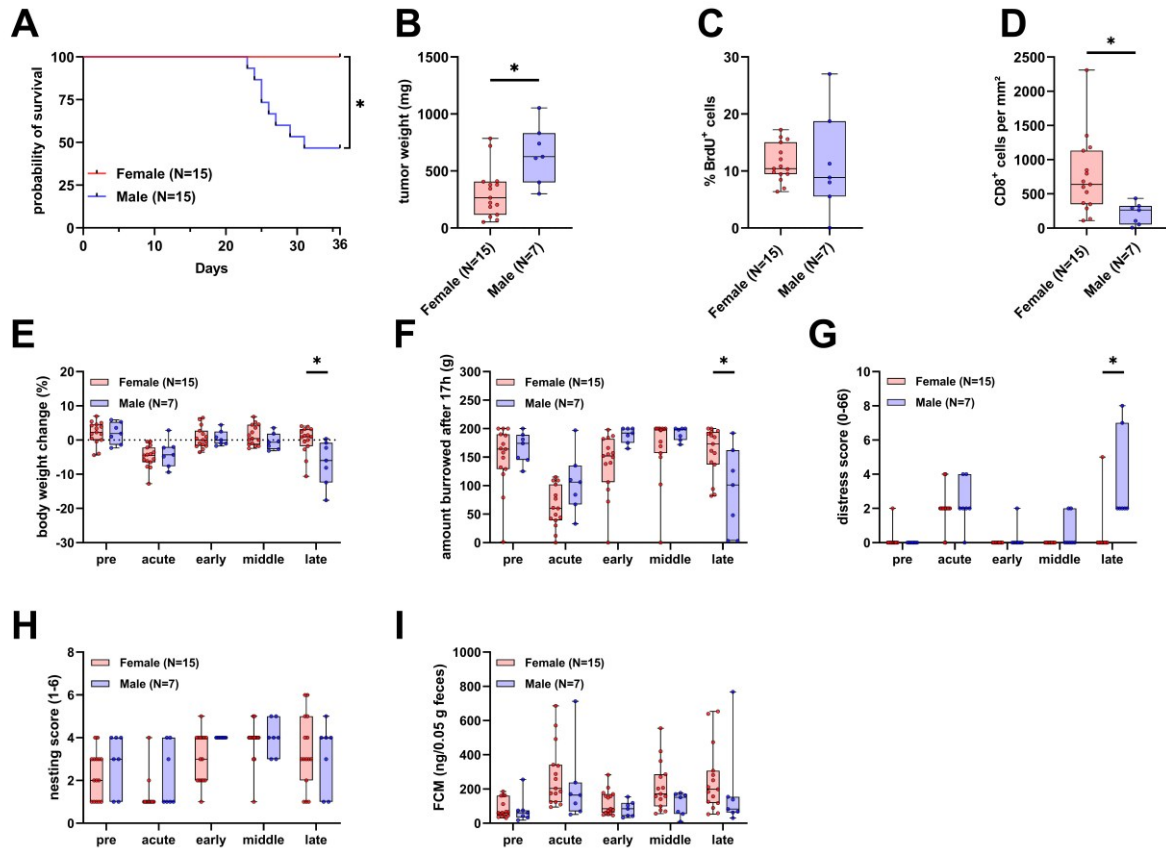 A
probability of survival
100
75
50
25
0
0
10
20
30
36
Days
Female (N=15)
Male (N=15)
*
B
tumor weight (mg)
1500
1000
500
0
*
Female (N=15)
Male (N=7)
C
% BrdU⁺ cells
30
20
10
0
Female (N=15)
Male (N=7)
D
CD8⁺ cells per mm²
2500
2000
1500
1000
500
0
*
Female (N=15)
Male (N=7)
E
body weight change (%)
20
10
0
-10
-20
-30
Female (N=15)
Male (N=7)
*
pre
acute
early
middle
late
F
amount burrowed after 17h (g)
300
250
200
150
100
50
0
Female (N=15)
Male (N=7)
*
pre
acute
early
middle
late
G
distress score (0-66)
10
8
6
4
2
0
Female (N=15)
Male (N=7)
*
pre
acute
early
middle
late
H
nesting score (1-6)
8
6
4
2
0
Female (N=15)
Male (N=7)
pre
acute
early
middle
late
I
FCM (ng/0.05 g feces)
1000
800
600
400
200
0
Female (N=15)
Male (N=7)
pre
acute
early
middle
late